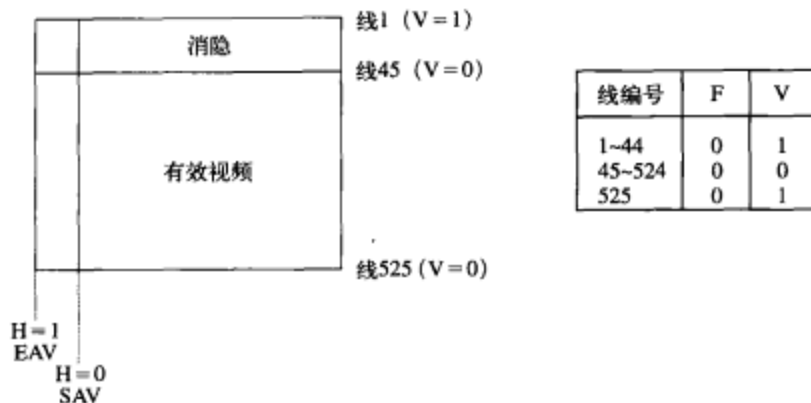 线1（V=1）
消隐
线45（V=0）
有效视频
线525（V=0）
H=1
EAV
H=0
SAV
线编号 F V
1~44 0 1
45~524 0 0
525 0 1